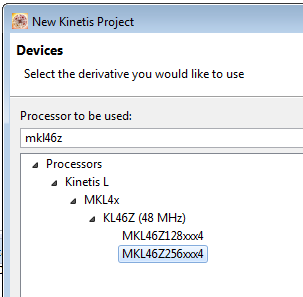 New Kinetis Project
Devices
Select the derivative you would like to use
Processor to be used:
mkl46z
Processors
Kinetis L
MKL4x
KL46Z (48 MHz)
MKL46Z128xxx4
MKL46Z256xxx4